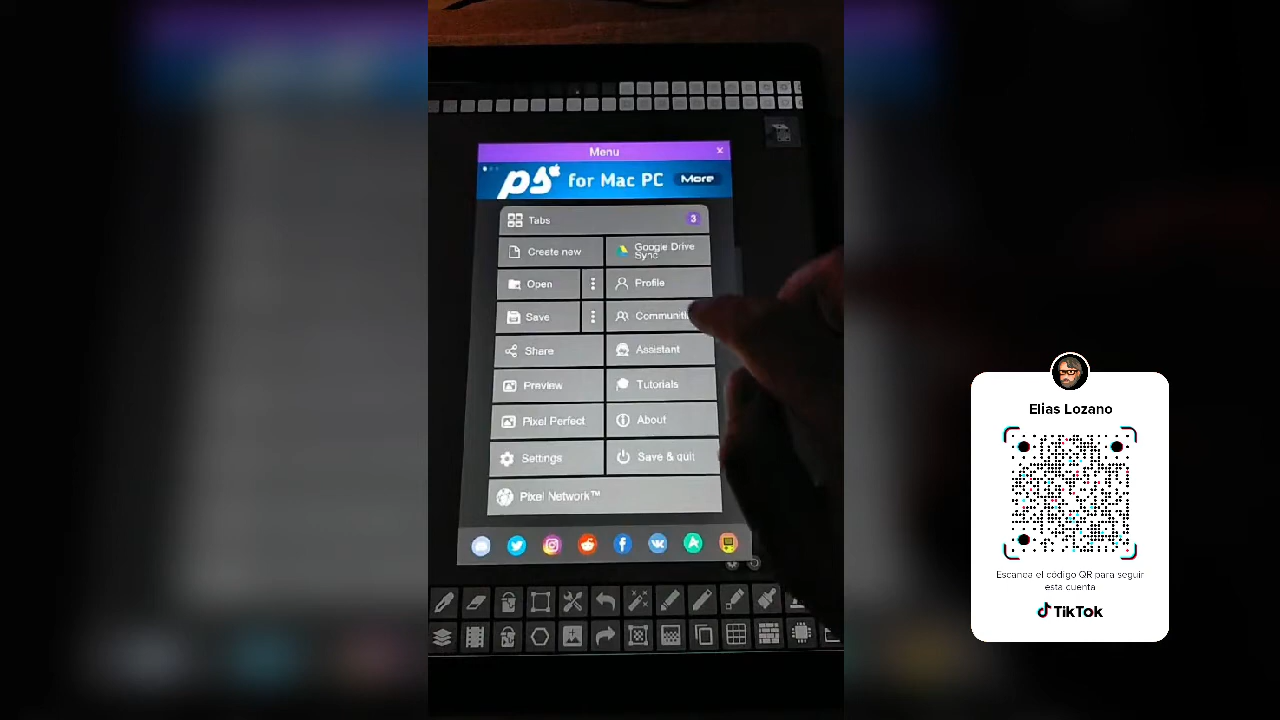 Menu
x
PS for Mac PC More
Tabs
3
Create new
Google Drive
Sync
Open
Profile
Save
Communiti
Share
Assistant
Preview
Tutorials
Pixel Perfect
About
Settings
Save & quit
Pixel Network™
Elias Lozano
Escanea el código QR para seguir
esta cuenta
TikTok